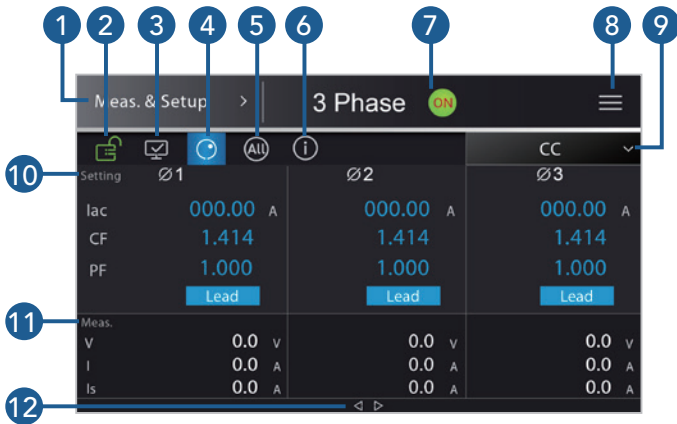 1 2 3 4 5 6 7 8 9
Meas. & Setup > 3 Phase ON
All i CC
10 Setting Ø1 Ø2 Ø3
Iac 000.00 A 000.00 A 000.00 A
CF 1.414 1.414 1.414
PF 1.000 1.000 1.000
Lead Lead Lead
11 Meas.
V 0.0 V 0.0 V 0.0 V
I 0.0 A 0.0 A 0.0 A
Is 0.0 A 0.0 A 0.0 A
12